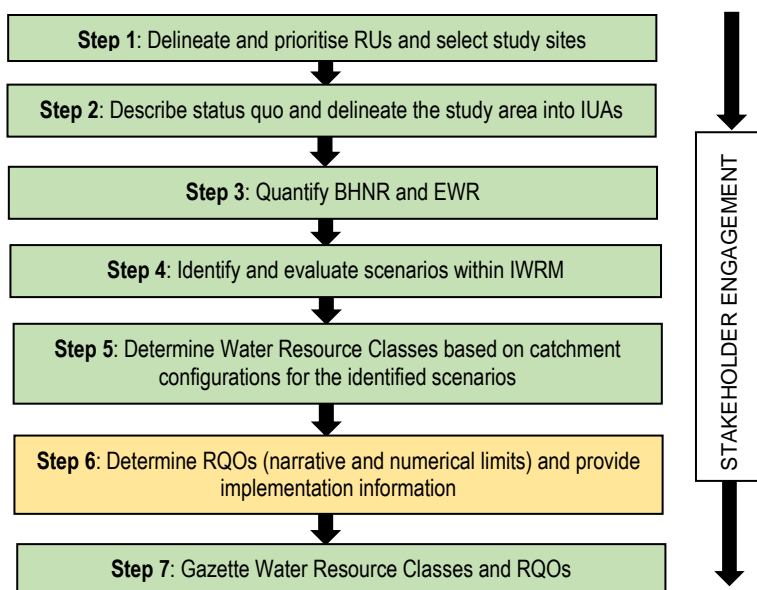 Step 1: Delineate and prioritise RUs and select study sites
Step 2: Describe status quo and delineate the study area into IUAs
Step 3: Quantify BHNR and EWR
Step 4: Identify and evaluate scenarios within IWRM
Step 5: Determine Water Resource Classes based on catchment
configurations for the identified scenarios
Step 6: Determine RQOs (narrative and numerical limits) and provide
implementation information
Step 7: Gazette Water Resource Classes and RQOs
STAKEHOLDER ENGAGEMENT